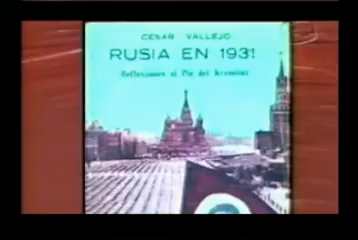 CESAR VALLEJO
RUSIA EN 1931
(Reflexiones al Pie del Kremlin)